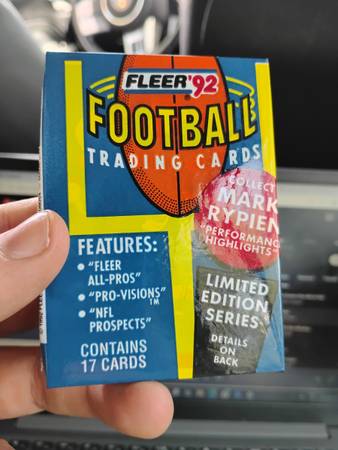 FLEER '92
FOOTBALL
TRADING CARDS
COLLECT
MARK
RYPIEN
"PERFORMANCE
HIGHLIGHTS"
FEATURES:
• "FLEER
ALL-PROS"
• "PRO-VISIONS"
TM
• "NFL
PROSPECTS"
CONTAINS
17 CARDS
LIMITED
EDITION
SERIES
DETAILS
ON
BACK